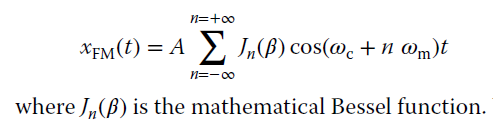 n=+∞
x_FM(t) = A ∑ J_n(β) cos(ω_c + n ω_m)t
n=−∞
where J_n(β) is the mathematical Bessel function.